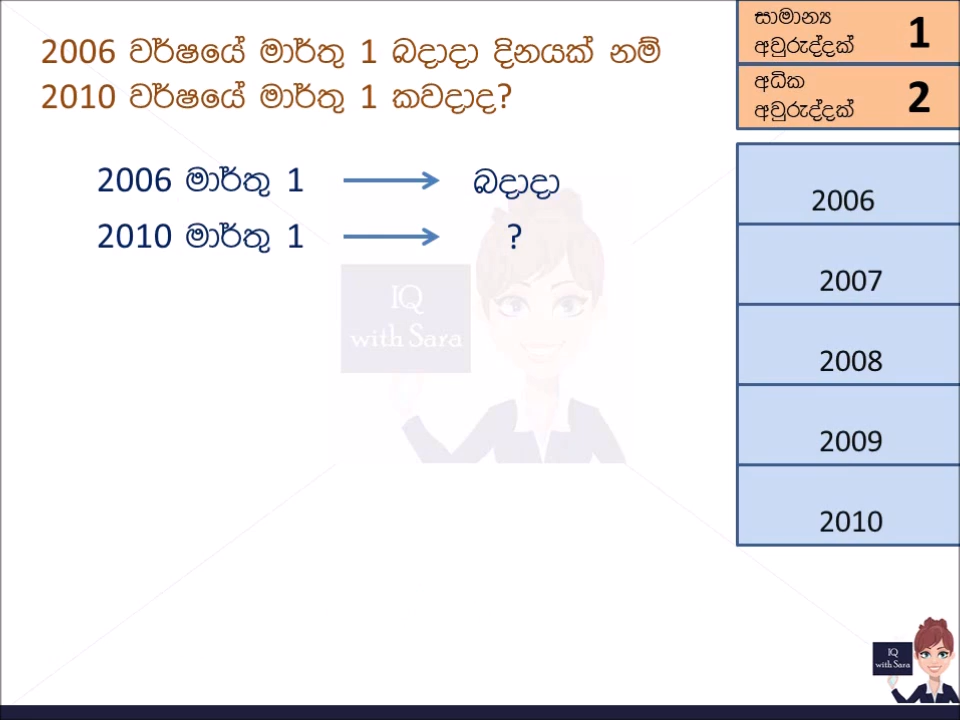 2006 වර්ෂයේ මාර්තු 1 බදාදා දිනයක් නම්
2010 වර්ෂයේ මාර්තු 1 කවදාද?
සාමාන්‍ය
අවුරුද්දක් 1
අධික
අවුරුද්දක් 2
2006 මාර්තු 1 → බදාදා
2010 මාර්තු 1 → ?
2006
2007
2008
2009
2010
IQ
with Sara
IQ
with Sara